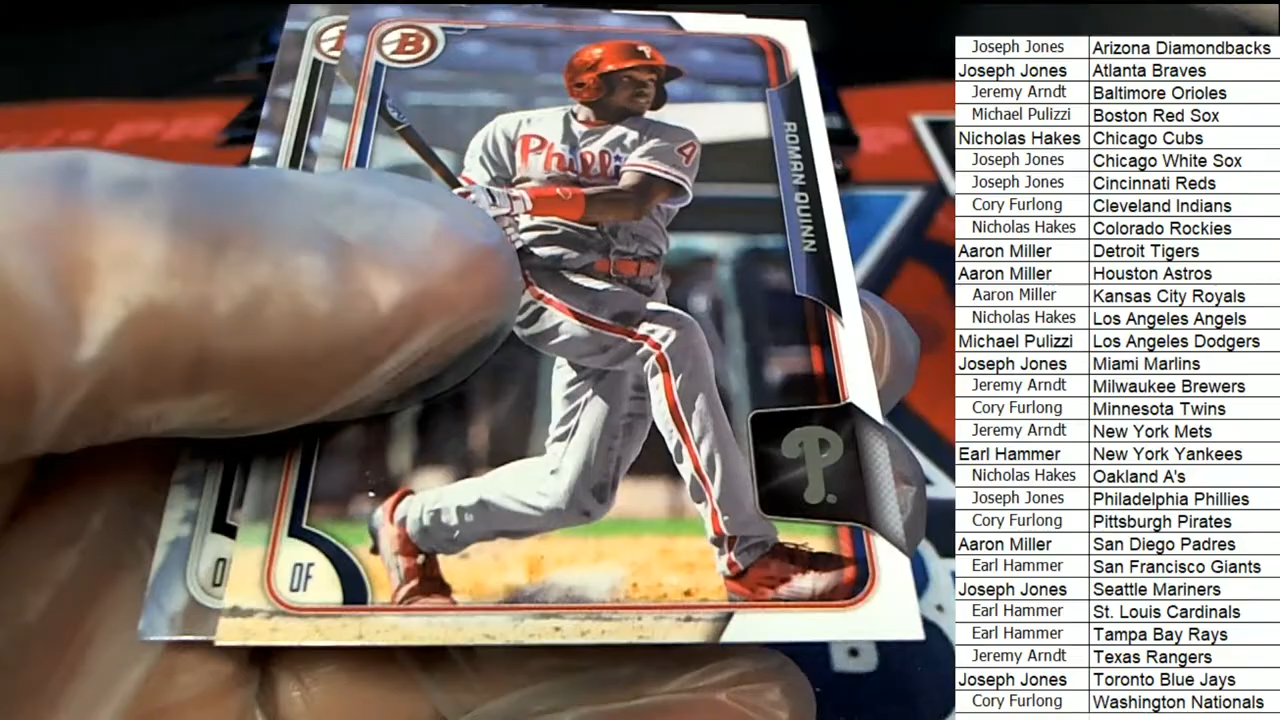 B
ROMAN QUINN
Phillies
4
P
OF
Joseph Jones Arizona Diamondbacks
Joseph Jones Atlanta Braves
Jeremy Arndt Baltimore Orioles
Michael Pulizzi Boston Red Sox
Nicholas Hakes Chicago Cubs
Joseph Jones Chicago White Sox
Joseph Jones Cincinnati Reds
Cory Furlong Cleveland Indians
Nicholas Hakes Colorado Rockies
Aaron Miller Detroit Tigers
Aaron Miller Houston Astros
Aaron Miller Kansas City Royals
Nicholas Hakes Los Angeles Angels
Michael Pulizzi Los Angeles Dodgers
Joseph Jones Miami Marlins
Jeremy Arndt Milwaukee Brewers
Cory Furlong Minnesota Twins
Jeremy Arndt New York Mets
Earl Hammer New York Yankees
Nicholas Hakes Oakland A's
Joseph Jones Philadelphia Phillies
Cory Furlong Pittsburgh Pirates
Aaron Miller San Diego Padres
Earl Hammer San Francisco Giants
Joseph Jones Seattle Mariners
Earl Hammer St. Louis Cardinals
Earl Hammer Tampa Bay Rays
Jeremy Arndt Texas Rangers
Joseph Jones Toronto Blue Jays
Cory Furlong Washington Nationals